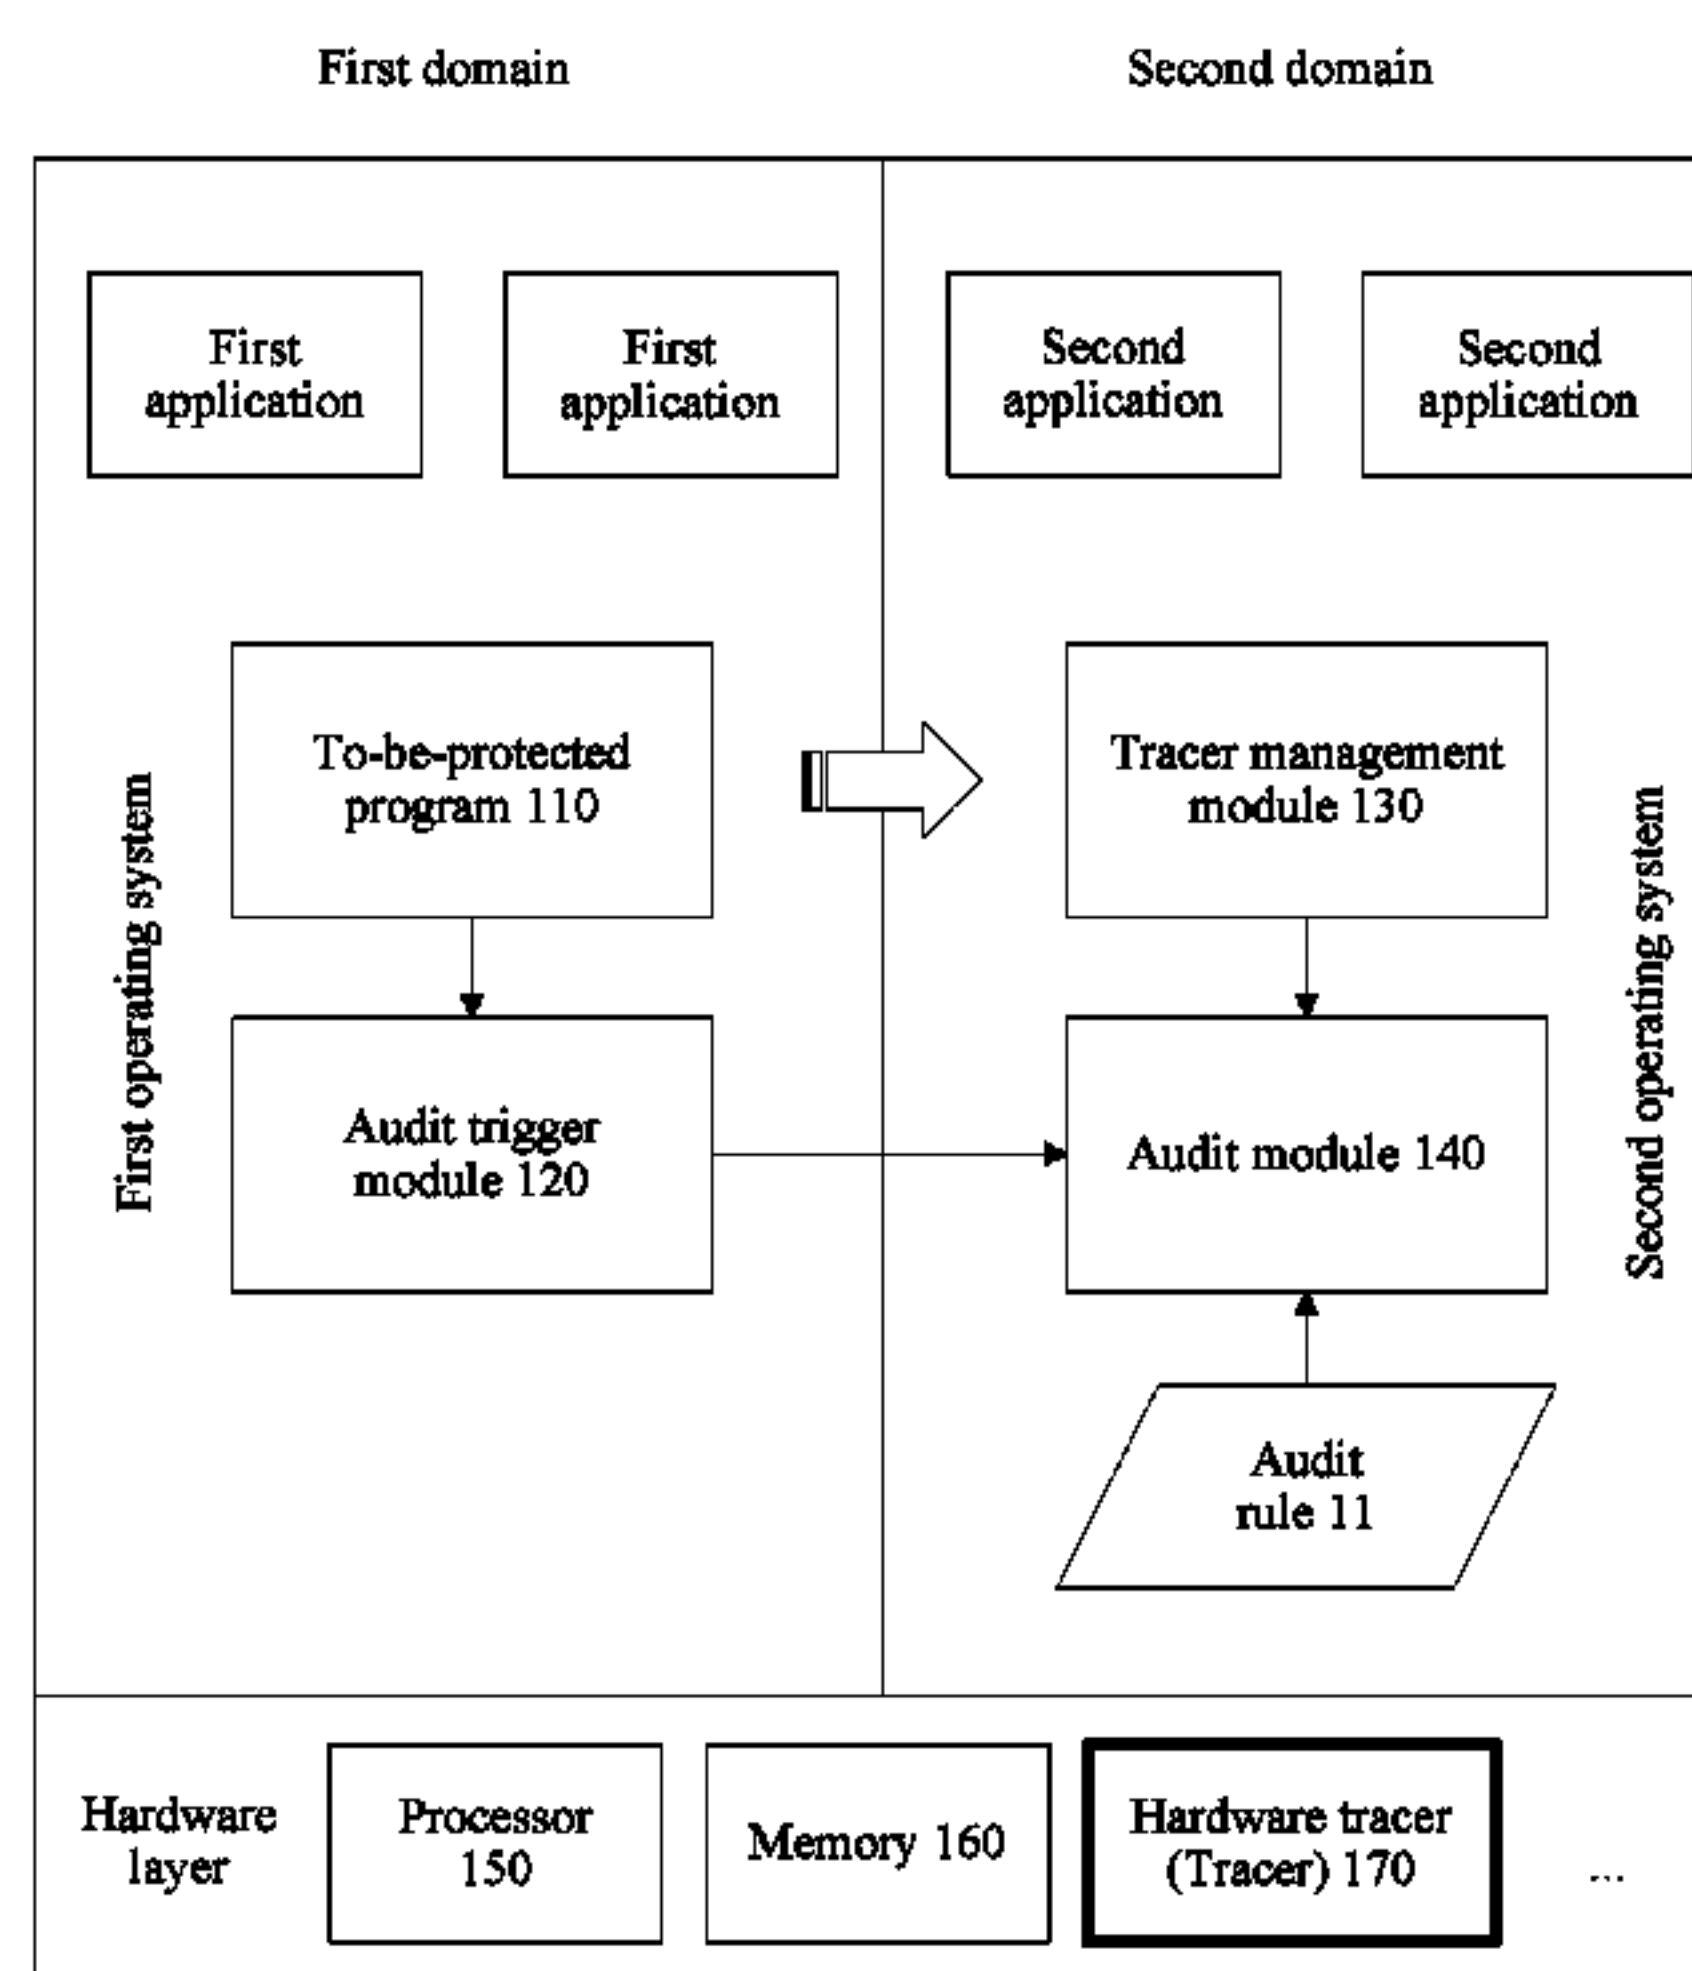 First domain
Second domain
First
application
First
application
Second
application
Second
application
First operating system
To-be-protected
program 110
Tracer management
module 130
Second operating system
Audit trigger
module 120
Audit module 140
Audit
rule 11
Hardware
layer
Processor
150
Memory 160
Hardware tracer
(Tracer) 170
...